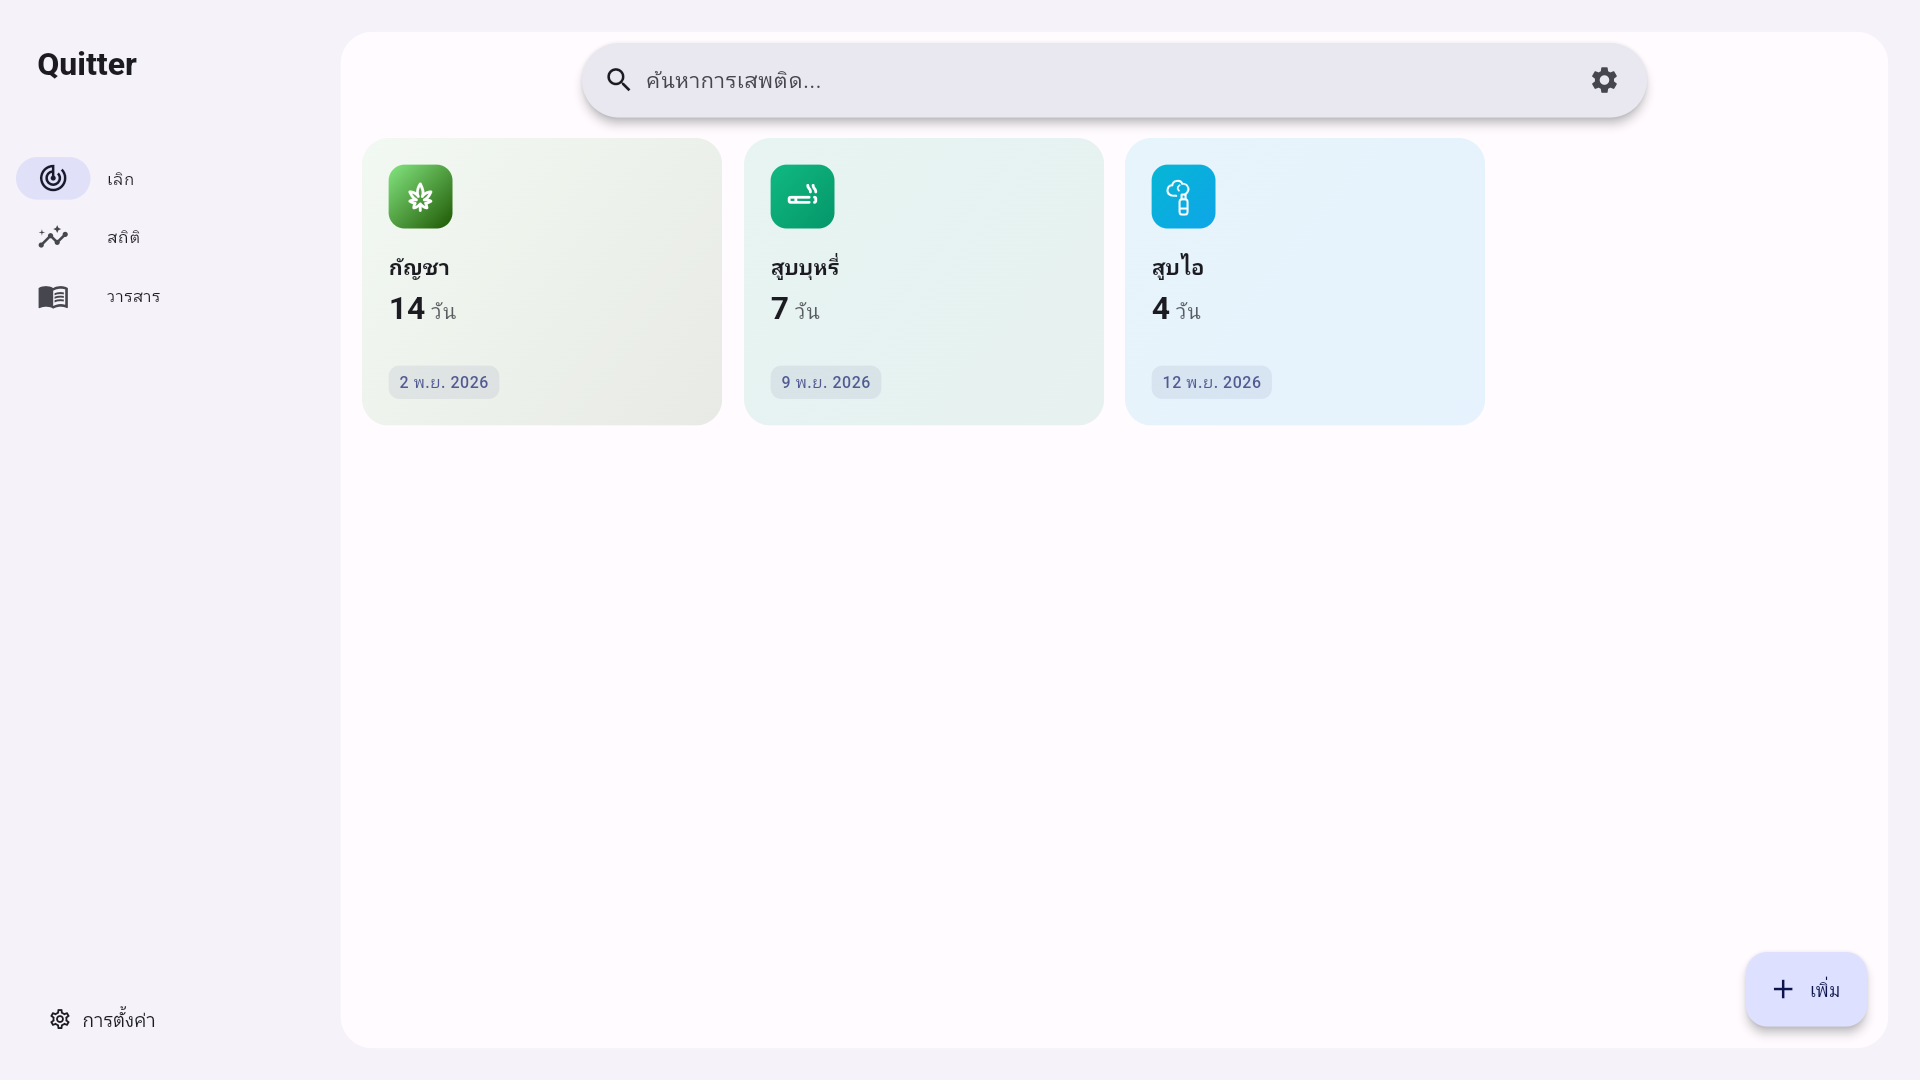 Quitter
เลิก
สถิติ
วารสาร
การตั้งค่า
ค้นหาการเสพติด...
กัญชา
14 วัน
2 พ.ย. 2026
สูบบุหรี่
7 วัน
9 พ.ย. 2026
สูบไอ
4 วัน
12 พ.ย. 2026
เพิ่ม